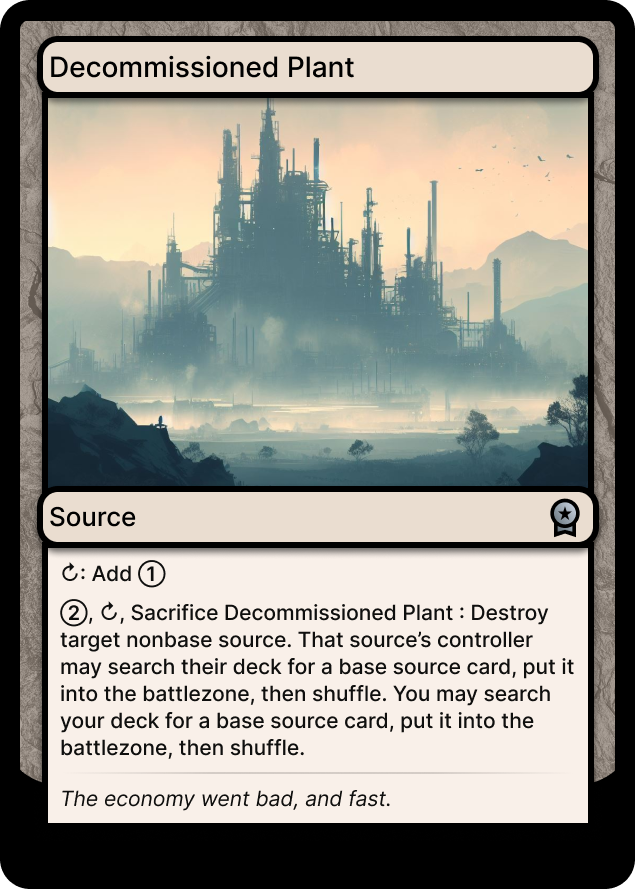 Decommissioned Plant
Source
↻: Add ①
②, ↻, Sacrifice Decommissioned Plant : Destroy
target nonbase source. That source’s controller
may search their deck for a base source card, put it
into the battlezone, then shuffle. You may search
your deck for a base source card, put it into the
battlezone, then shuffle.
The economy went bad, and fast.